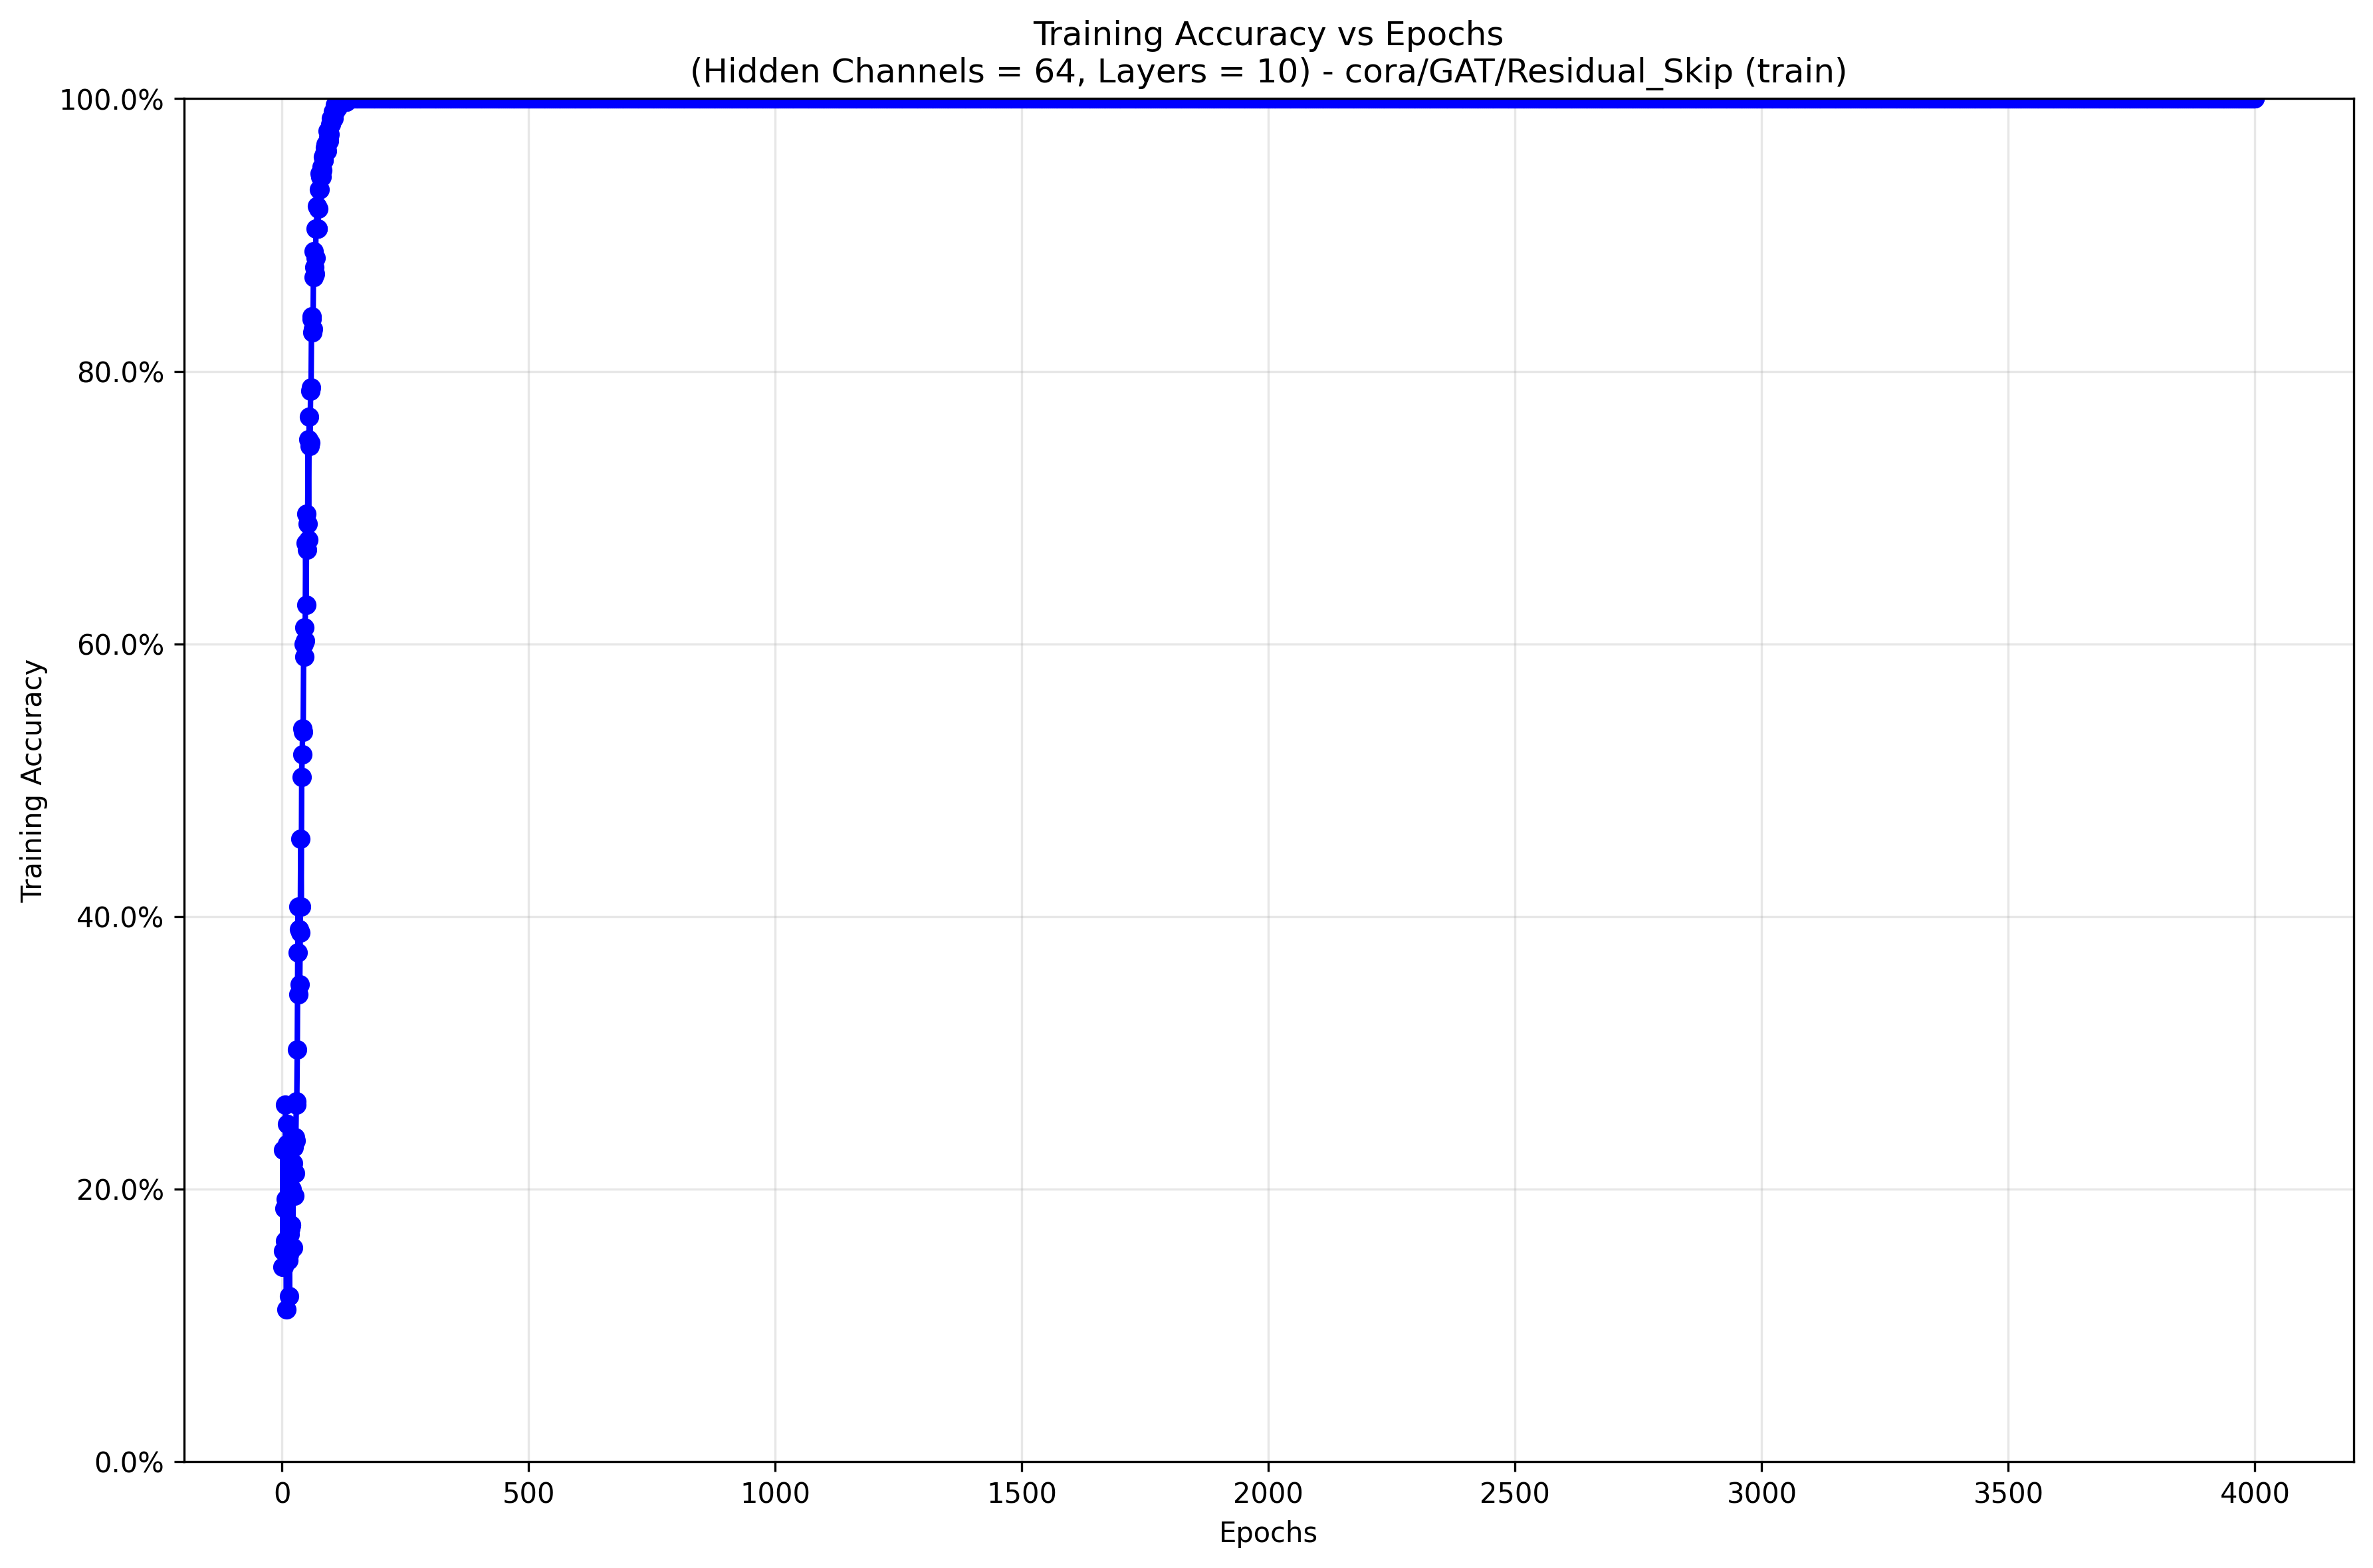 Training Accuracy vs Epochs
(Hidden Channels = 64, Layers = 10) - cora/GAT/Residual_Skip (train)
100.0%
80.0%
60.0%
40.0%
20.0%
0.0%
Training Accuracy
0 500 1000 1500 2000 2500 3000 3500 4000
Epochs